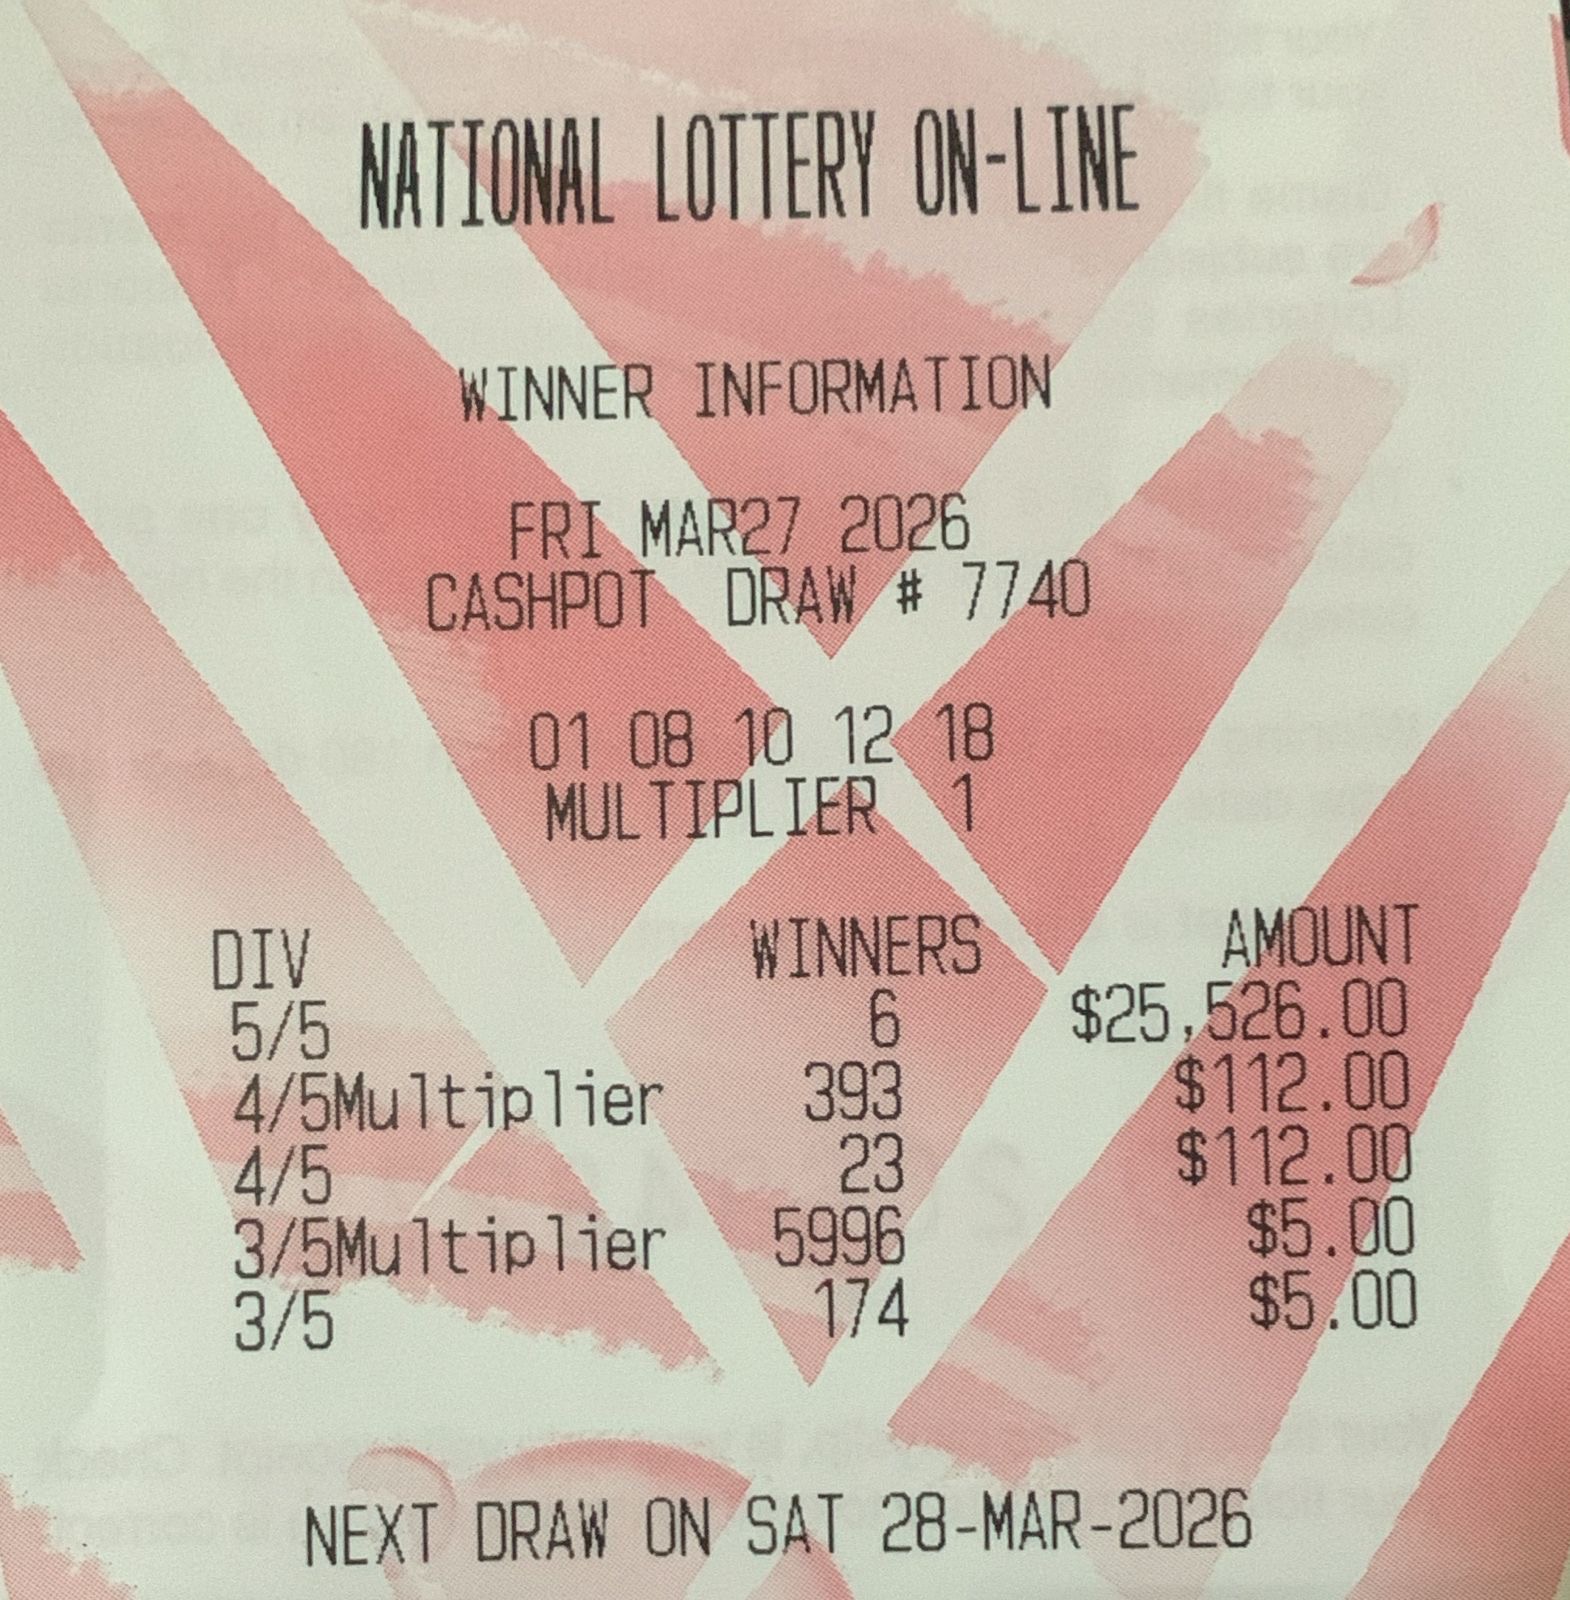 NATIONAL LOTTERY ON-LINE
WINNER INFORMATION
FRI MAR27 2026
CASHPOT DRAW # 7740
01 08 10 12 18
MULTIPLIER 1
DIV WINNERS AMOUNT
5/5 6 $25,526.00
4/5Multiplier 393 $112.00
4/5 23 $112.00
3/5Multiplier 5996 $5.00
3/5 174 $5.00
NEXT DRAW ON SAT 28-MAR-2026